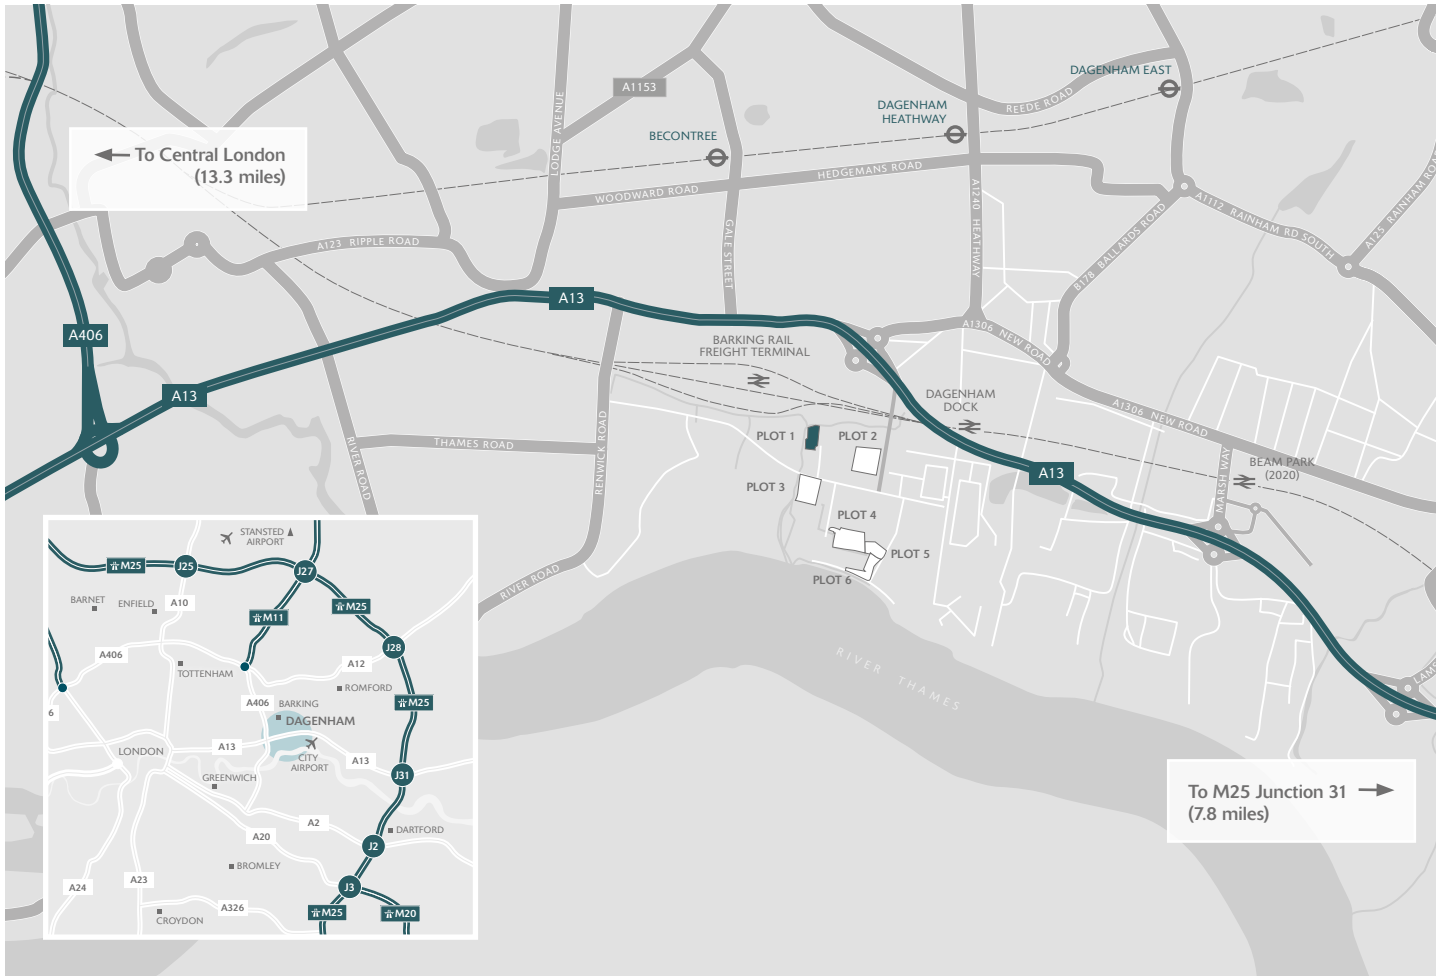 DAGENHAM EAST
REEDE ROAD
A1153
DAGENHAM
HEATHWAY
BECONTREE
To Central London
(13.3 miles)
LODGE AVENUE
WOODWARD ROAD
HEDGEMANS ROAD
A1240 HEATHWAY
GALE STREET
A1112 RAINHAM RD SOUTH
A125 RAINHAM ROAD
B178 BALLARDS ROAD
A123 RIPPLE ROAD
A13
A406
A1306 NEW ROAD
BARKING RAIL
FREIGHT TERMINAL
A13
DAGENHAM
DOCK
A1306 NEW ROAD
RIVER ROAD
THAMES ROAD
RENWICK ROAD
PLOT 1
PLOT 2
PLOT 3
PLOT 4
PLOT 5
PLOT 6
A13
MARSH WAY
BEAM PARK
(2020)
RIVER ROAD
RIVER THAMES
LAMS
To M25 Junction 31
(7.8 miles)
STANSTED
AIRPORT
M25
J25
J27
BARNET
ENFIELD
A10
M11
M25
J28
A406
TOTTENHAM
A12
ROMFORD
M25
A406
BARKING
DAGENHAM
6
LONDON
A13
CITY
AIRPORT
A13
J31
GREENWICH
A2
A20
DARTFORD
J2
BROMLEY
A24
A23
J3
A326
CROYDON
M25
M20